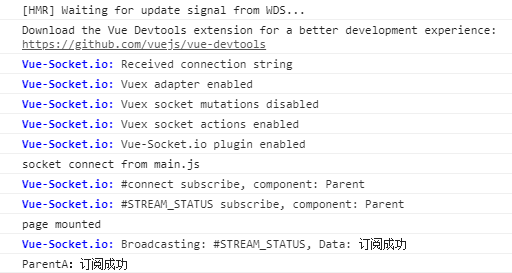 [HMR] Waiting for update signal from WDS...
Download the Vue Devtools extension for a better development experience:
https://github.com/vuejs/vue-devtools
Vue-Socket.io: Received connection string
Vue-Socket.io: Vuex adapter enabled
Vue-Socket.io: Vuex socket mutations disabled
Vue-Socket.io: Vuex socket actions enabled
Vue-Socket.io: Vue-Socket.io plugin enabled
socket connect from main.js
Vue-Socket.io: #connect subscribe, component: Parent
Vue-Socket.io: #STREAM_STATUS subscribe, component: Parent
page mounted
Vue-Socket.io: Broadcasting: #STREAM_STATUS, Data: 订阅成功
ParentA: 订阅成功